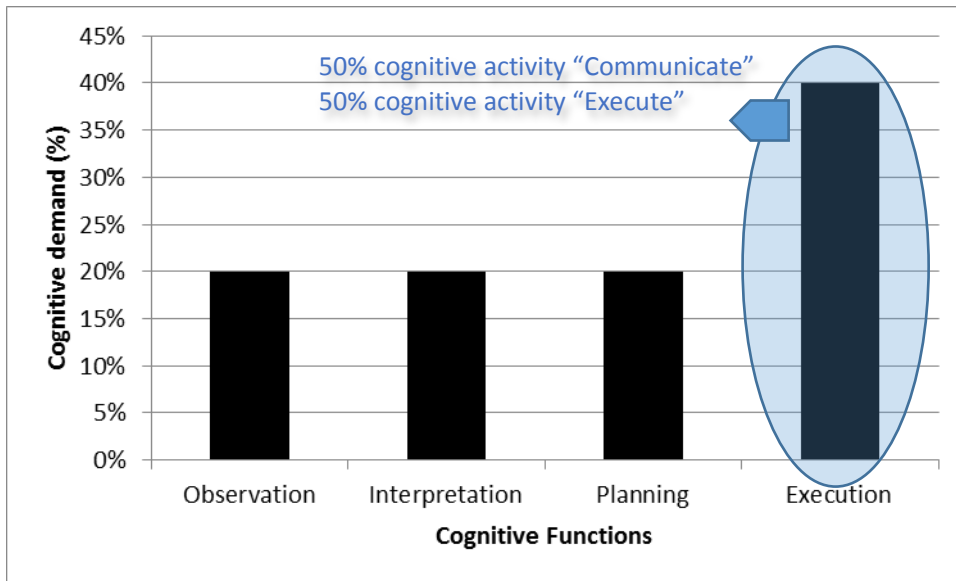 45%
50% cognitive activity “Communicate”
40%
50% cognitive activity “Execute”
35%
30%
25%
20%
15%
10%
5%
0%
Cognitive demand (%)
Observation Interpretation Planning Execution
Cognitive Functions